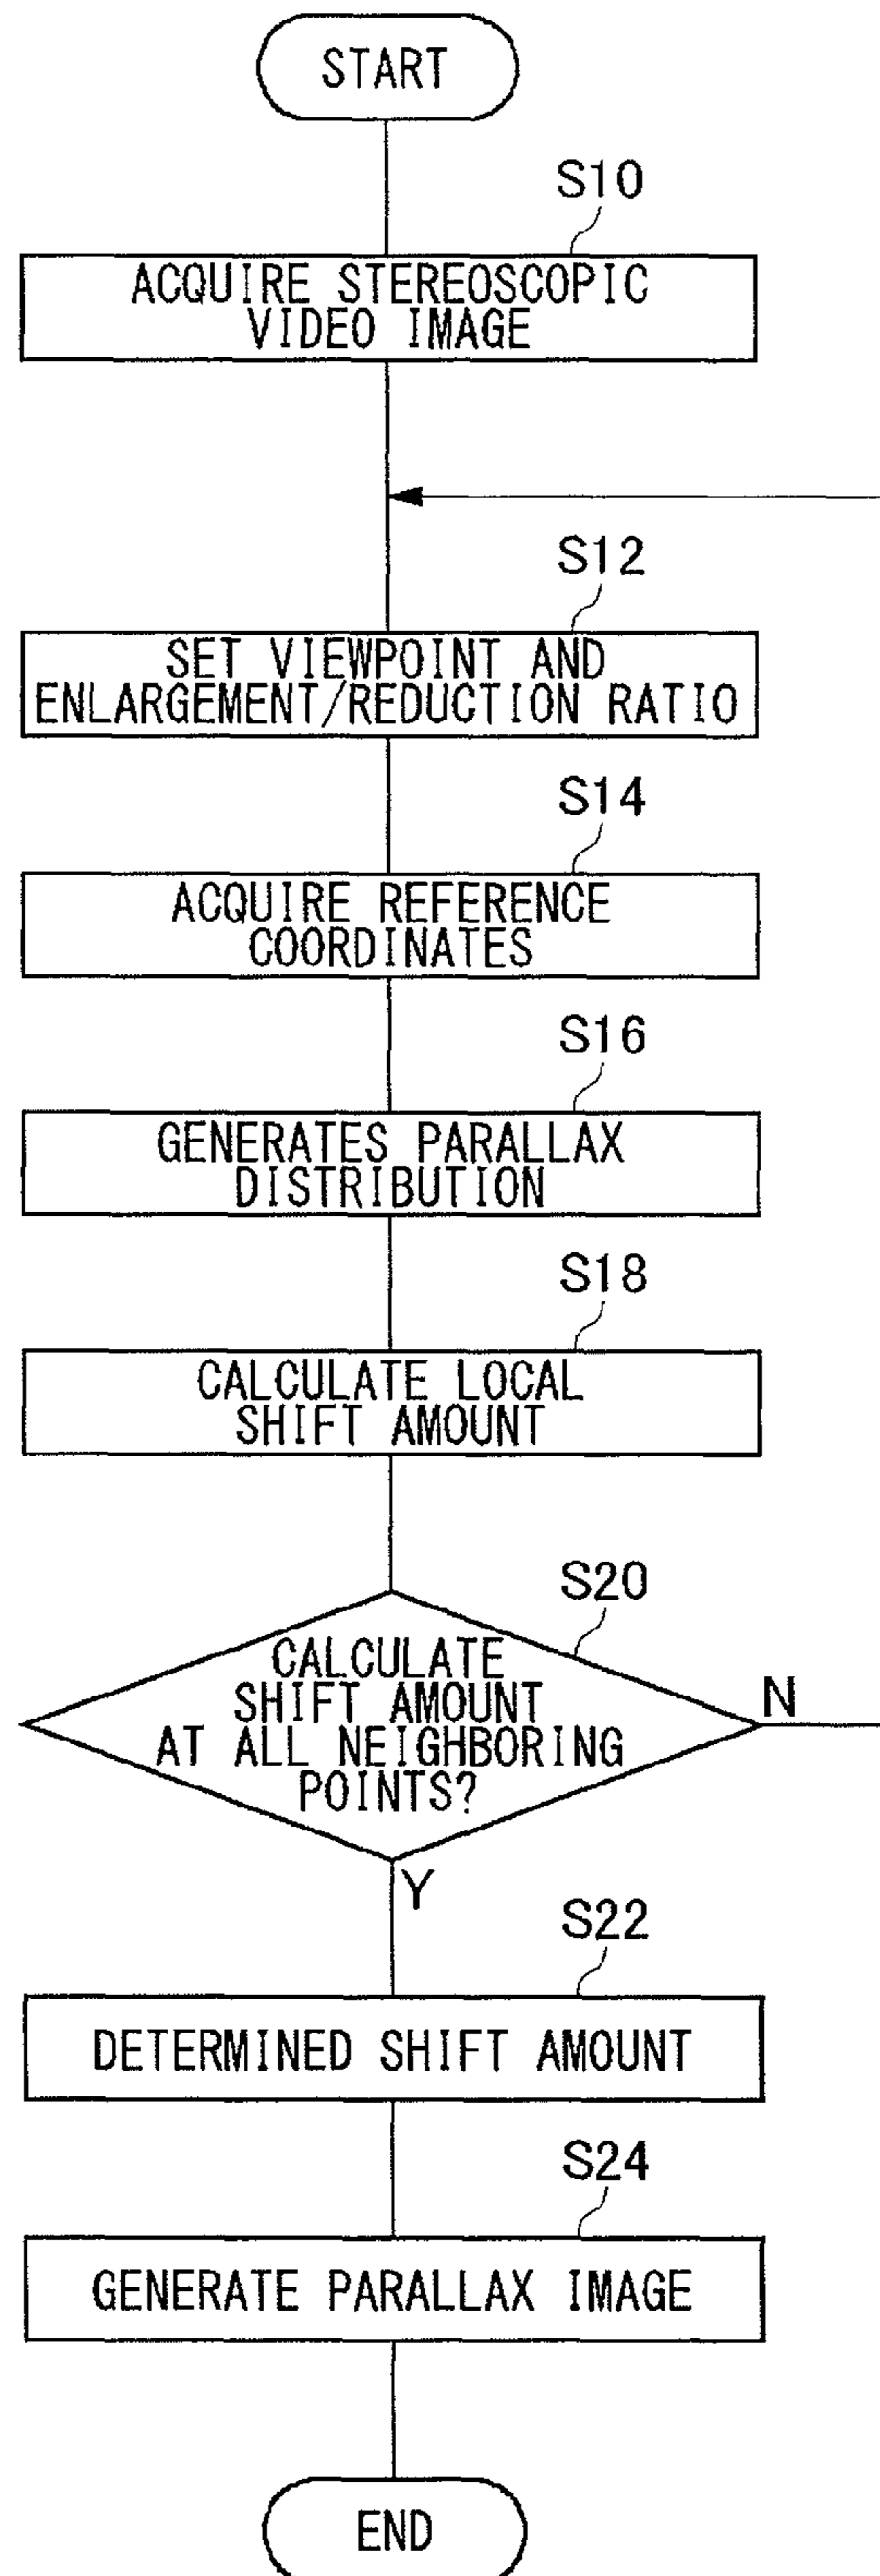 START
S10
ACQUIRE STEREOSCOPIC
VIDEO IMAGE
S12
SET VIEWPOINT AND
ENLARGEMENT/REDUCTION RATIO
S14
ACQUIRE REFERENCE
COORDINATES
S16
GENERATES PARALLAX
DISTRIBUTION
S18
CALCULATE LOCAL
SHIFT AMOUNT
S20
CALCULATE
SHIFT AMOUNT
AT ALL NEIGHBORING
POINTS?
N
Y
S22
DETERMINED SHIFT AMOUNT
S24
GENERATE PARALLAX IMAGE
END